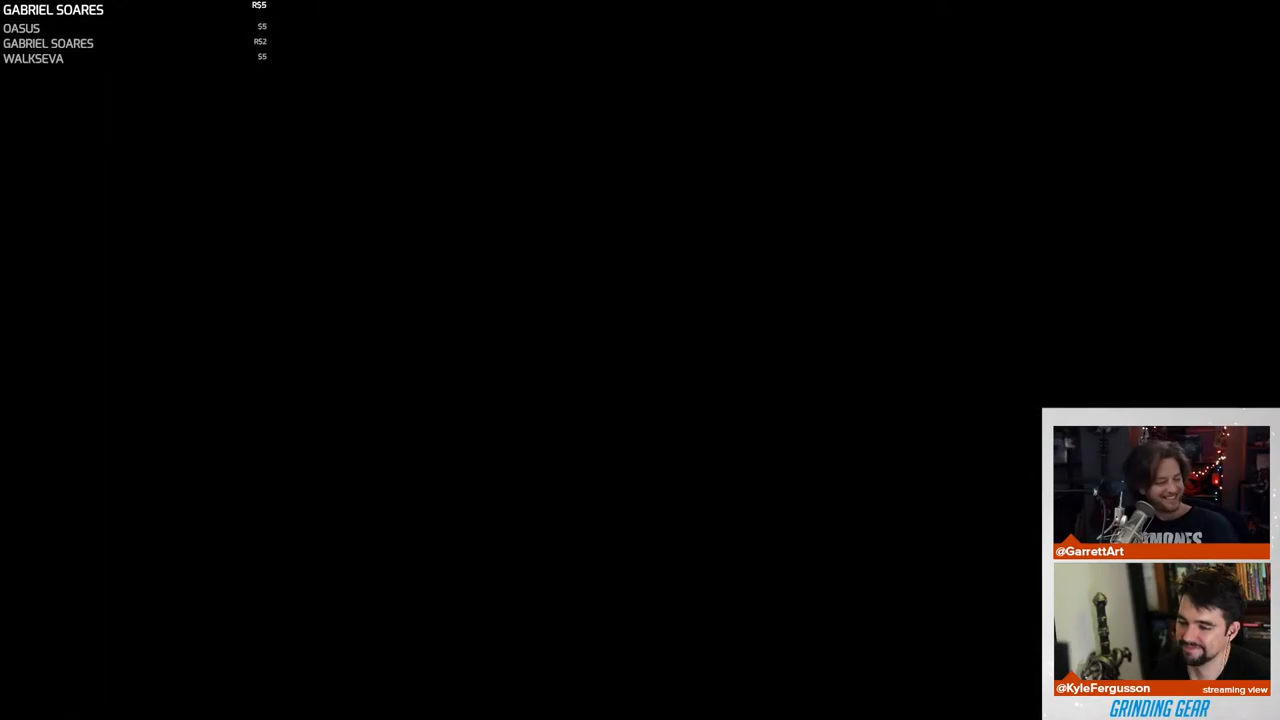 GABRIEL SOARES R$5
OASUS $5
GABRIEL SOARES R$2
WALKSEVA $5
@GarrettArt
@KyleFergusson streaming view
GRINDING GEAR